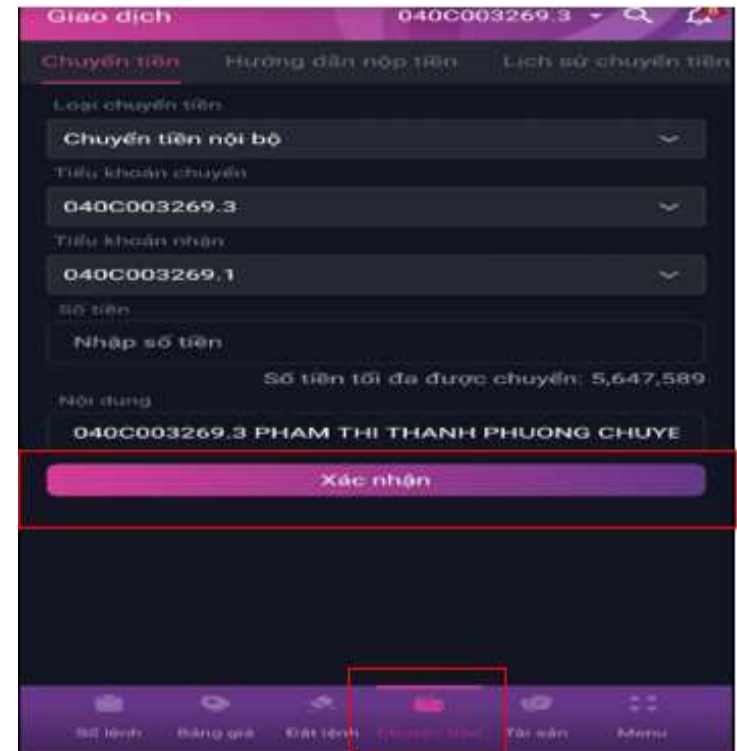 Giao dịch 040C003269.3
Chuyển tiền Hướng dẫn nộp tiền Lịch sử chuyển tiền
Loại chuyển tiền
Chuyển tiền nội bộ
Tiểu khoản chuyển
040C003269.3
Tiểu khoản nhận
040C003269.1
Số tiền
Nhập số tiền
Số tiền tối đa được chuyển: 5,647,589
Nội dung
040C003269.3 PHAM THI THANH PHUONG CHUYE
Xác nhận
Sổ lệnh Bảng giá Đặt lệnh Chuyển tiền Tài sản Menu